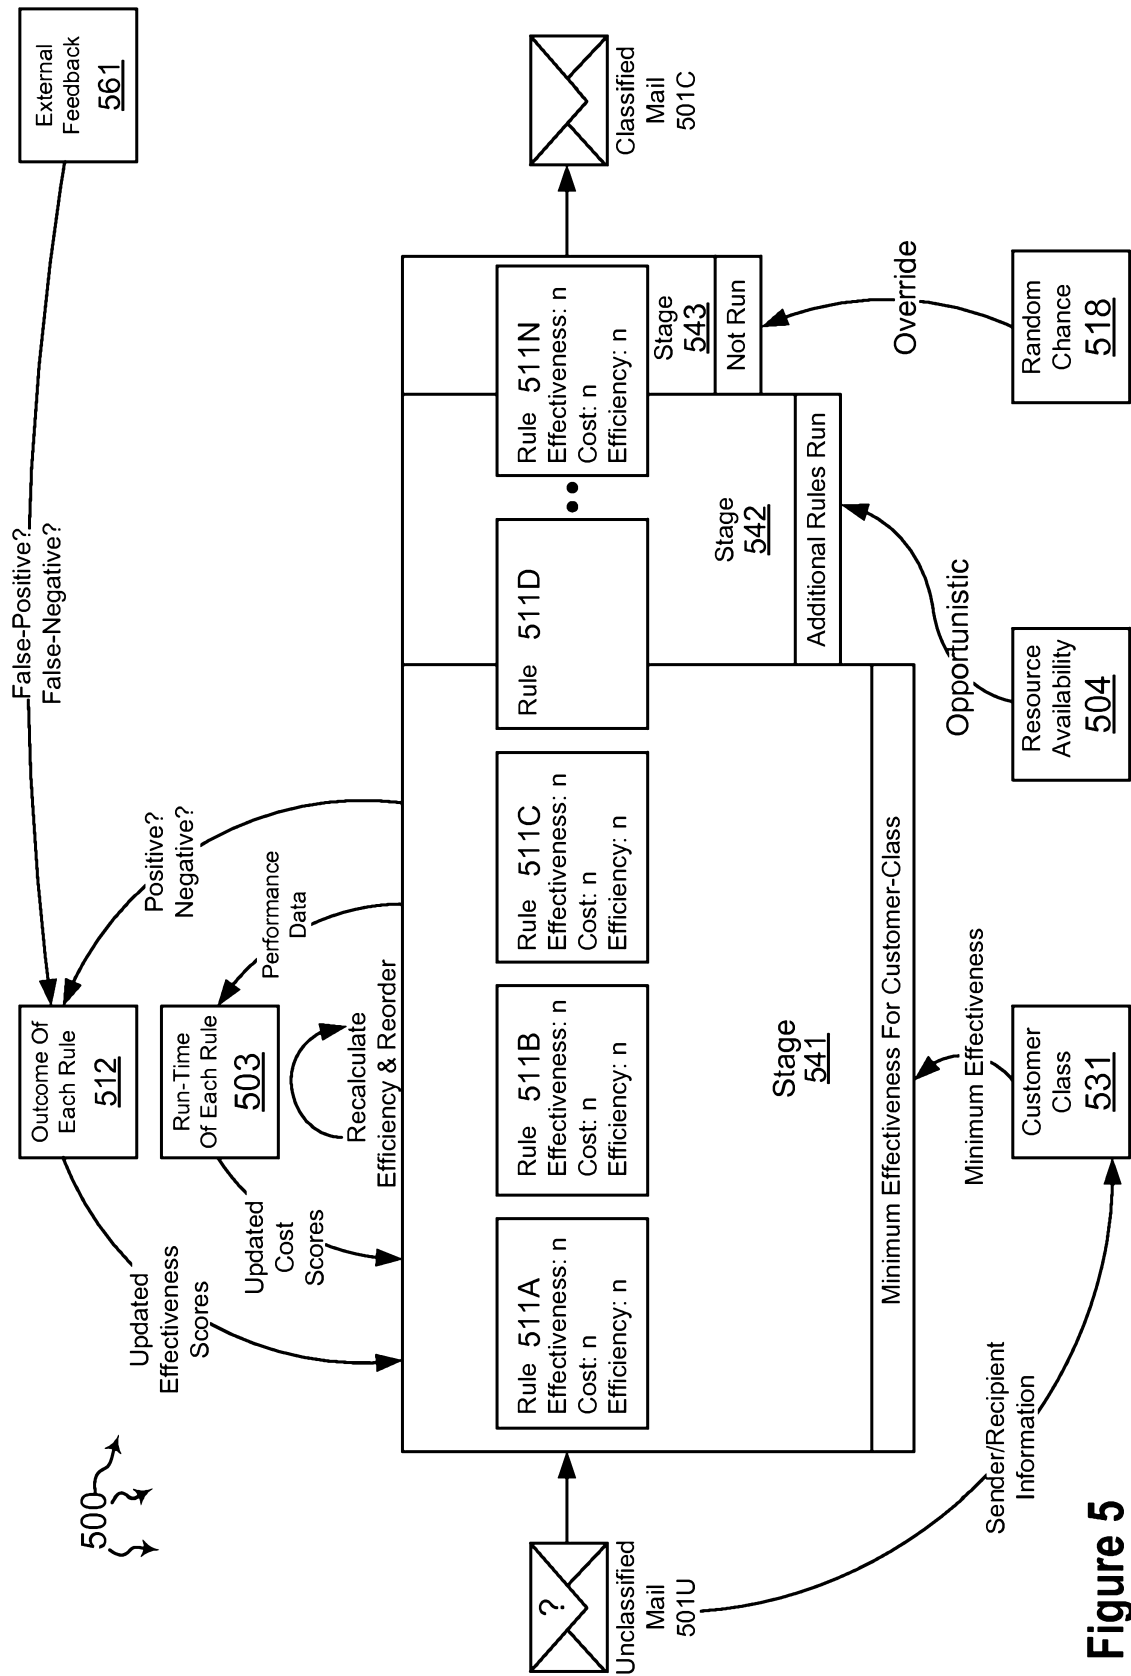 500
External
Feedback
561
False-Positive?
False-Negative?
Outcome Of
Each Rule
512
Positive?
Negative?
Run-Time
Of Each Rule
503
Performance
Data
Updated
Effectiveness
Scores
Updated
Cost
Scores
Recalculate
Efficiency & Reorder
?
Unclassified
Mail
501U
Rule 511A
Effectiveness: n
Cost: n
Efficiency: n
Rule 511B
Effectiveness: n
Cost: n
Efficiency: n
Rule 511C
Effectiveness: n
Cost: n
Efficiency: n
Rule 511D
Rule 511N
Effectiveness: n
Cost: n
Efficiency: n
Classified
Mail
501C
Stage
541
Stage
542
Stage
543
Minimum Effectiveness For Customer-Class
Additional Rules Run
Not Run
Sender/Recipient
Information
Minimum Effectiveness
Opportunistic
Override
Customer
Class
531
Resource
Availability
504
Random
Chance
518
Figure 5